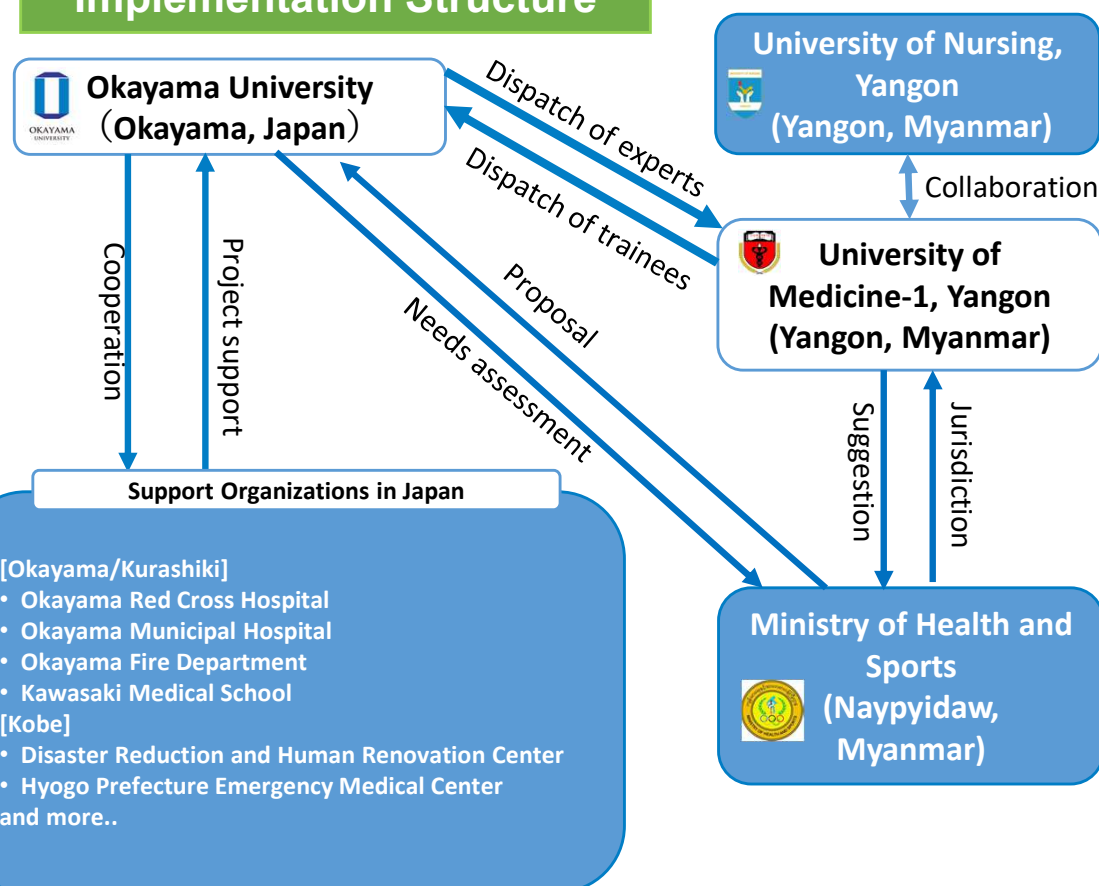 Implementation Structure
OKAYAMA
UNIVERSITY
Okayama University
（Okayama, Japan）
University of Nursing,
Yangon
(Yangon, Myanmar)
Dispatch of experts
Dispatch of trainees
Collaboration
University of
Medicine-1, Yangon
(Yangon, Myanmar)
Cooperation
Project support
Proposal
Needs assessment
Suggestion
Jurisdiction
Support Organizations in Japan
[Okayama/Kurashiki]
• Okayama Red Cross Hospital
• Okayama Municipal Hospital
• Okayama Fire Department
• Kawasaki Medical School
[Kobe]
• Disaster Reduction and Human Renovation Center
• Hyogo Prefecture Emergency Medical Center
and more..
Ministry of Health and
Sports
(Naypyidaw,
Myanmar)